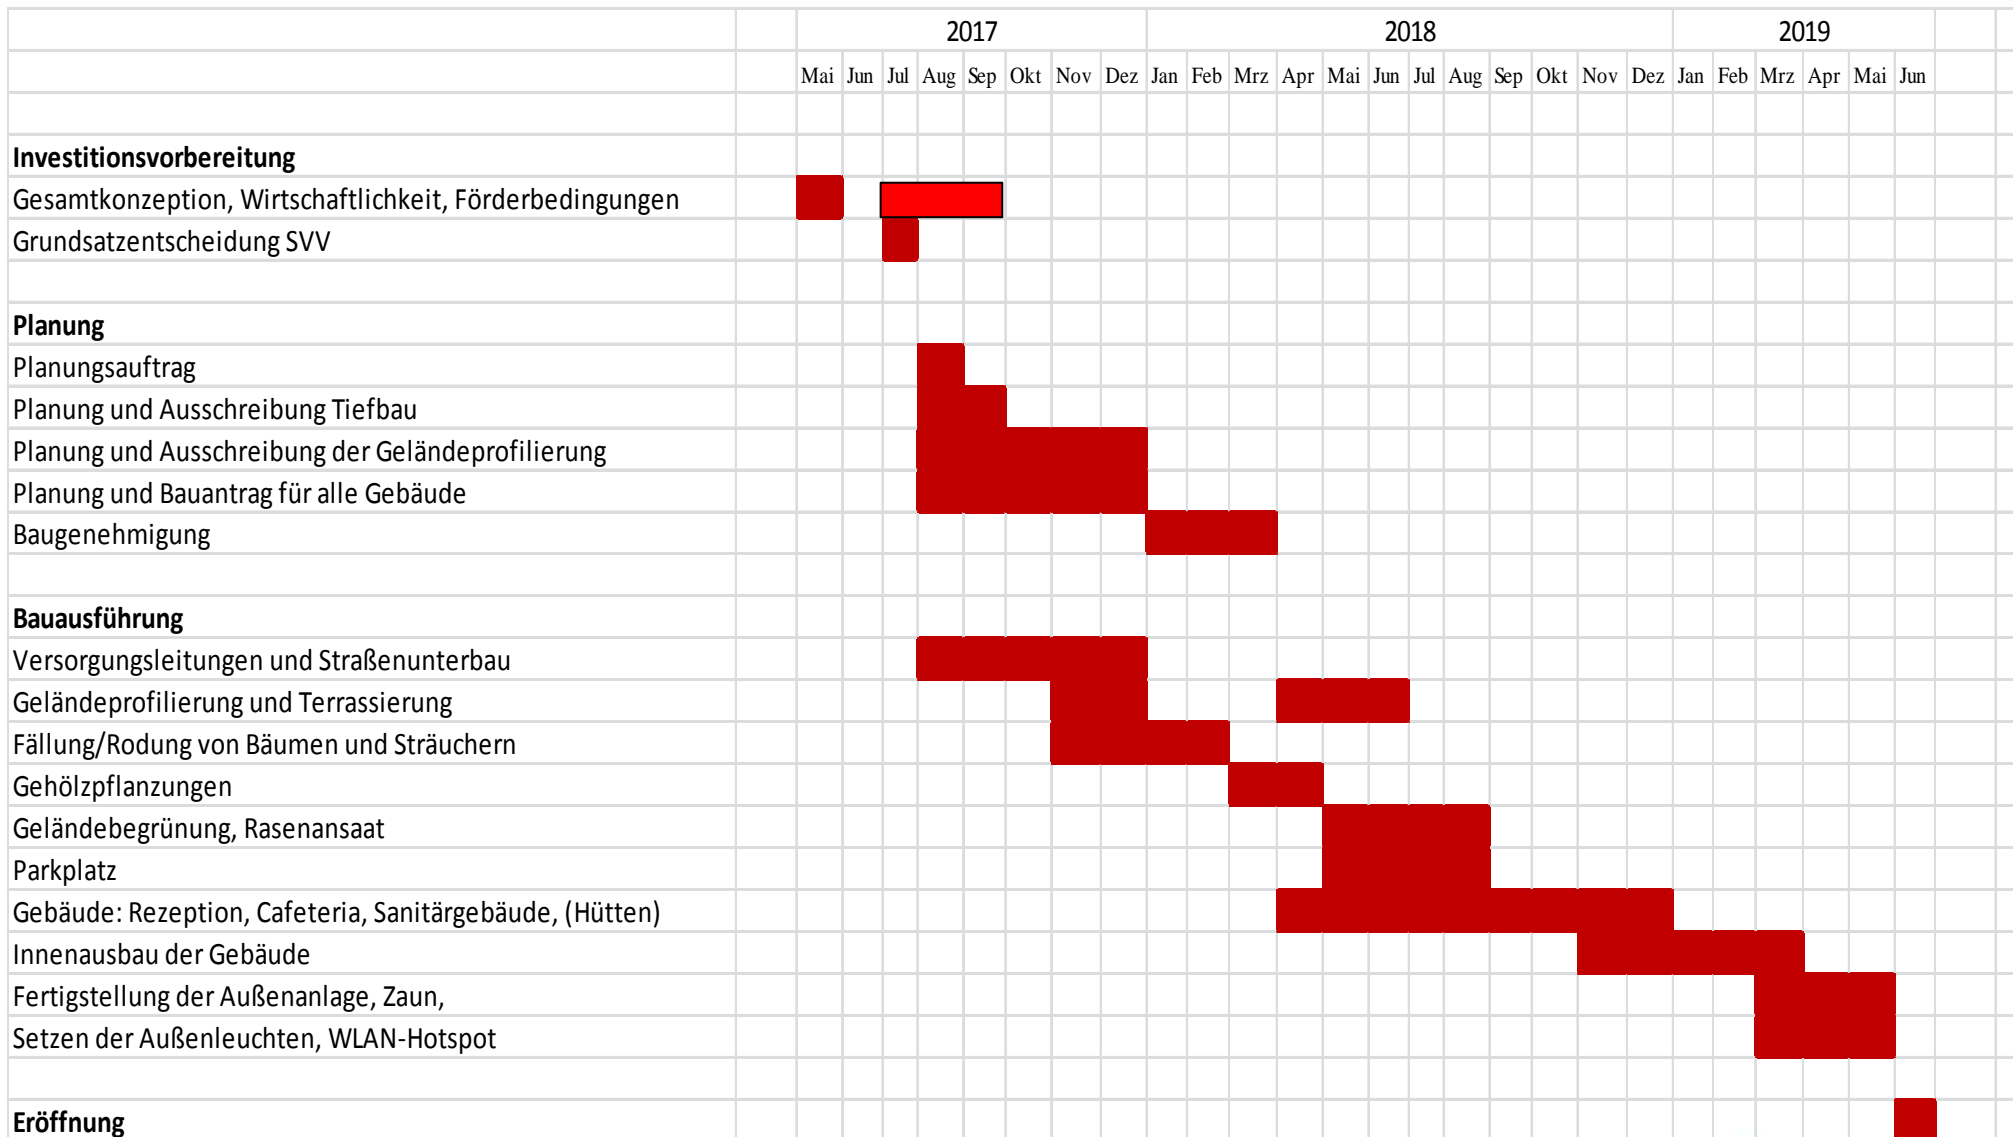 2017 2018 2019
Mai Jun Jul Aug Sep Okt Nov Dez Jan Feb Mrz Apr Mai Jun Jul Aug Sep Okt Nov Dez Jan Feb Mrz Apr Mai Jun
Investitionsvorbereitung
Gesamtkonzeption, Wirtschaftlichkeit, Förderbedingungen
Grundsatzentscheidung SVV
Planung
Planungsauftrag
Planung und Ausschreibung Tiefbau
Planung und Ausschreibung der Geländeprofilierung
Planung und Bauantrag für alle Gebäude
Baugenehmigung
Bauausführung
Versorgungsleitungen und Straßenunterbau
Geländeprofilierung und Terrassierung
Fällung/Rodung von Bäumen und Sträuchern
Gehölzpflanzungen
Geländebegrünung, Rasenansaat
Parkplatz
Gebäude: Rezeption, Cafeteria, Sanitärgebäude, (Hütten)
Innenausbau der Gebäude
Fertigstellung der Außenanlage, Zaun,
Setzen der Außenleuchten, WLAN-Hotspot
Eröffnung